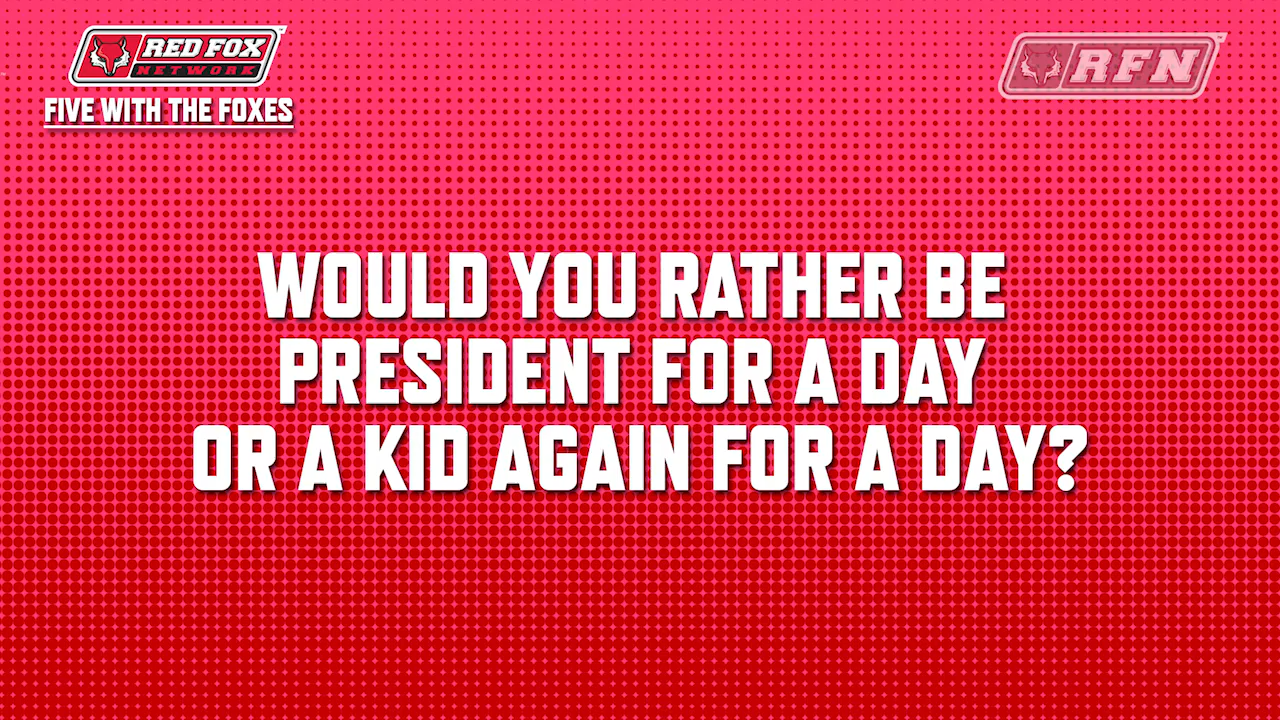 RED FOX
NETWORK
FIVE WITH THE FOXES
RFN
WOULD YOU RATHER BE
PRESIDENT FOR A DAY
OR A KID AGAIN FOR A DAY?